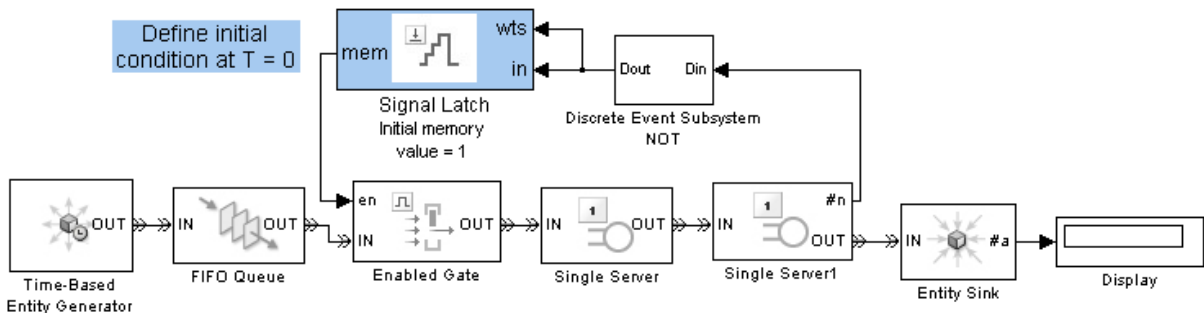 Define initial
condition at T = 0
mem
wts
in
Signal Latch
Initial memory
value = 1
Dout
Din
Discrete Event Subsystem
NOT
OUT
Time-Based
Entity Generator
IN
OUT
FIFO Queue
en
IN
OUT
Enabled Gate
1
IN
OUT
Single Server
1
#n
IN
OUT
Single Server1
IN
#a
Entity Sink
Display